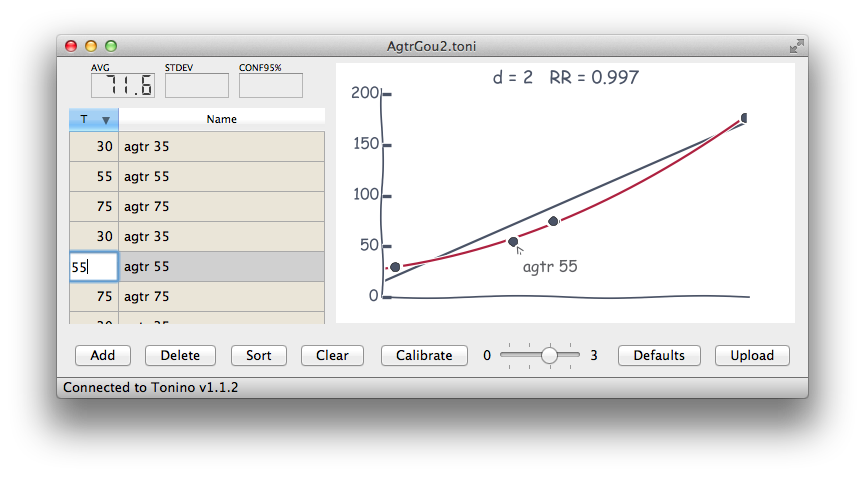 AgtrGou2.toni
AVG STDEV CONF95%
71.6
T Name
30 agtr 35
55 agtr 55
75 agtr 75
30 agtr 35
55 agtr 55
75 agtr 75
d = 2 RR = 0.997
200
150
100
50
0
agtr 55
Add Delete Sort Clear Calibrate 0 3 Defaults Upload
Connected to Tonino v1.1.2